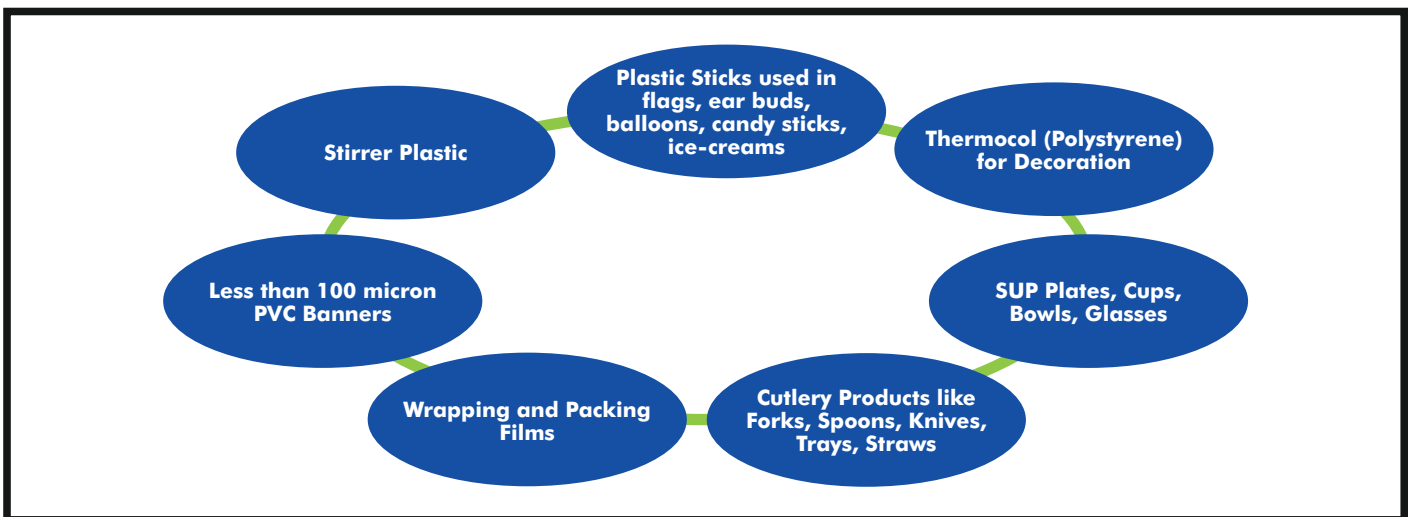 Plastic Sticks used in
flags, ear buds,
balloons, candy sticks,
ice-creams
Thermocol (Polystyrene)
for Decoration
SUP Plates, Cups,
Bowls, Glasses
Cutlery Products like
Forks, Spoons, Knives,
Trays, Straws
Wrapping and Packing
Films
Less than 100 micron
PVC Banners
Stirrer Plastic